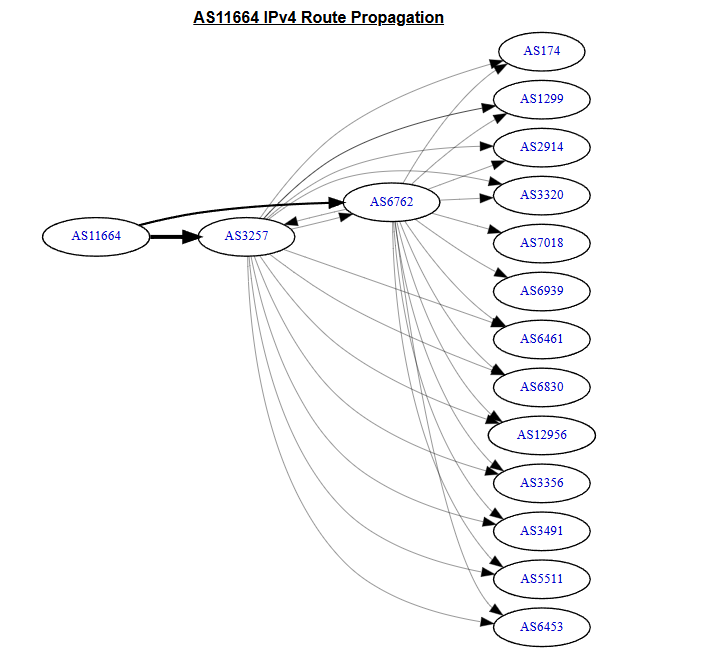 AS11664 IPv4 Route Propagation
AS174
AS1299
AS2914
AS3320
AS6762
AS11664
AS3257
AS7018
AS6939
AS6461
AS6830
AS12956
AS3356
AS3491
AS5511
AS6453